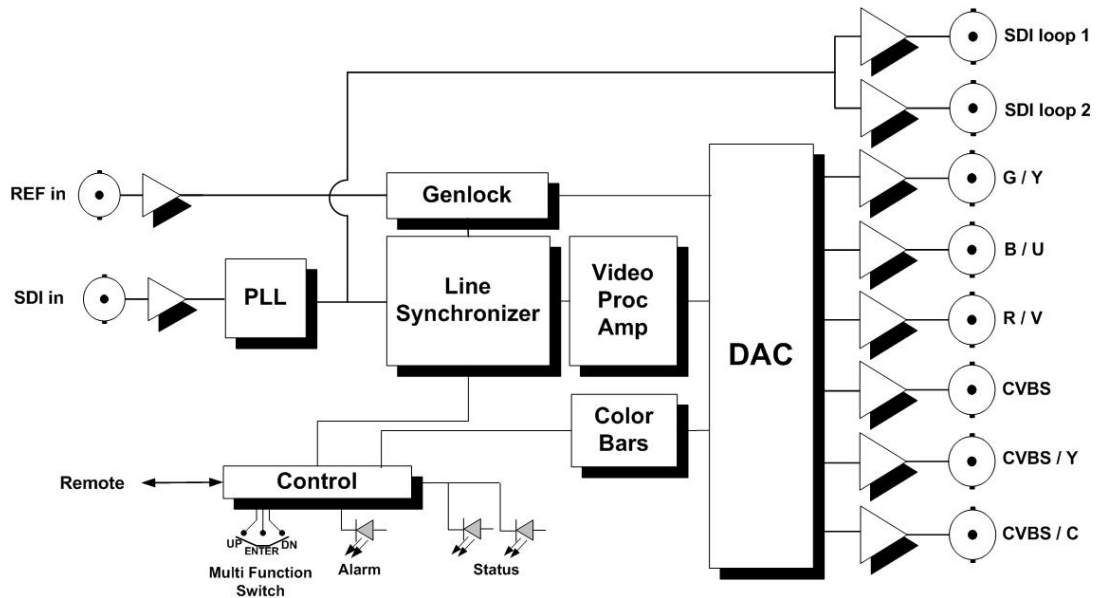 SDI loop 1
SDI loop 2
REF in
Genlock
G / Y
B / U
SDI in
PLL
Line
Synchronizer
Video
Proc
Amp
R / V
DAC
CVBS
Color
Bars
CVBS / Y
Remote
Control
CVBS / C
UP
ENTER
DN
Multi Function
Switch
Alarm
Status